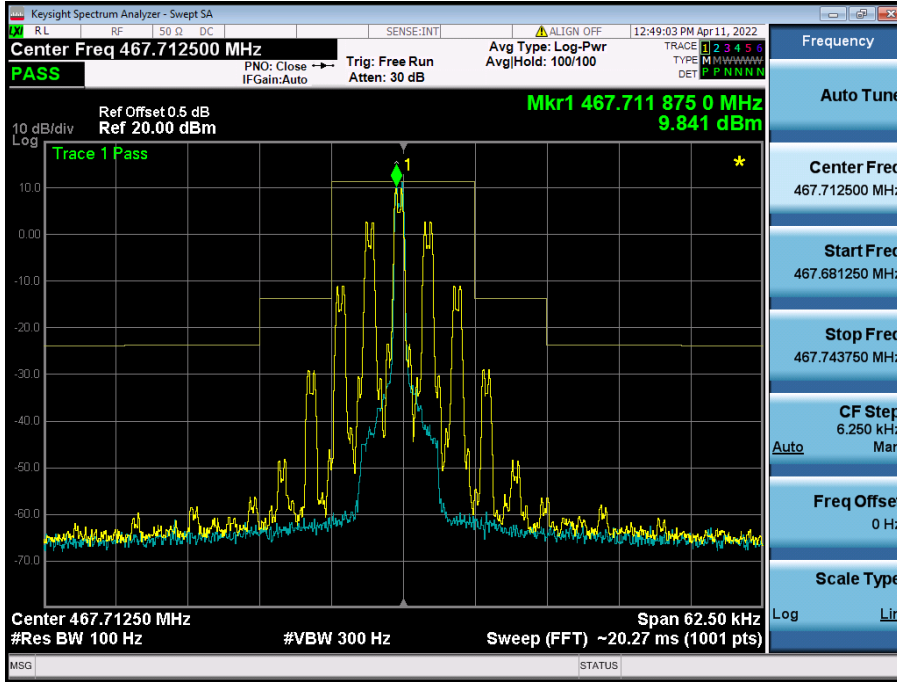 Keysight Spectrum Analyzer - Swept SA
LXI RL RF 50 Ω DC SENSE:INT ALIGN OFF 12:49:03 PM Apr 11, 2022
Center Freq 467.712500 MHz
PASS
PNO: Close
IFGain:Auto
Trig: Free Run
Atten: 30 dB
Avg Type: Log-Pwr
Avg|Hold: 100/100
TRACE 1 2 3 4 5 6
TYPE M M W W W W
DET P P N N N N
Ref Offset 0.5 dB
Ref 20.00 dBm
10 dB/div
Log
Mkr1 467.711 875 0 MHz
9.841 dBm
Trace 1 Pass
1
*
10.0
0.00
-10.0
-20.0
-30.0
-40.0
-50.0
-60.0
-70.0
Center 467.71250 MHz
Span 62.50 kHz
#Res BW 100 Hz
#VBW 300 Hz
Sweep (FFT) ~20.27 ms (1001 pts)
MSG
STATUS
Frequency
Auto Tune
Center Freq
467.712500 MHz
Start Freq
467.681250 MHz
Stop Freq
467.743750 MHz
CF Step
6.250 kHz
Auto Man
Freq Offset
0 Hz
Scale Type
Log Lin